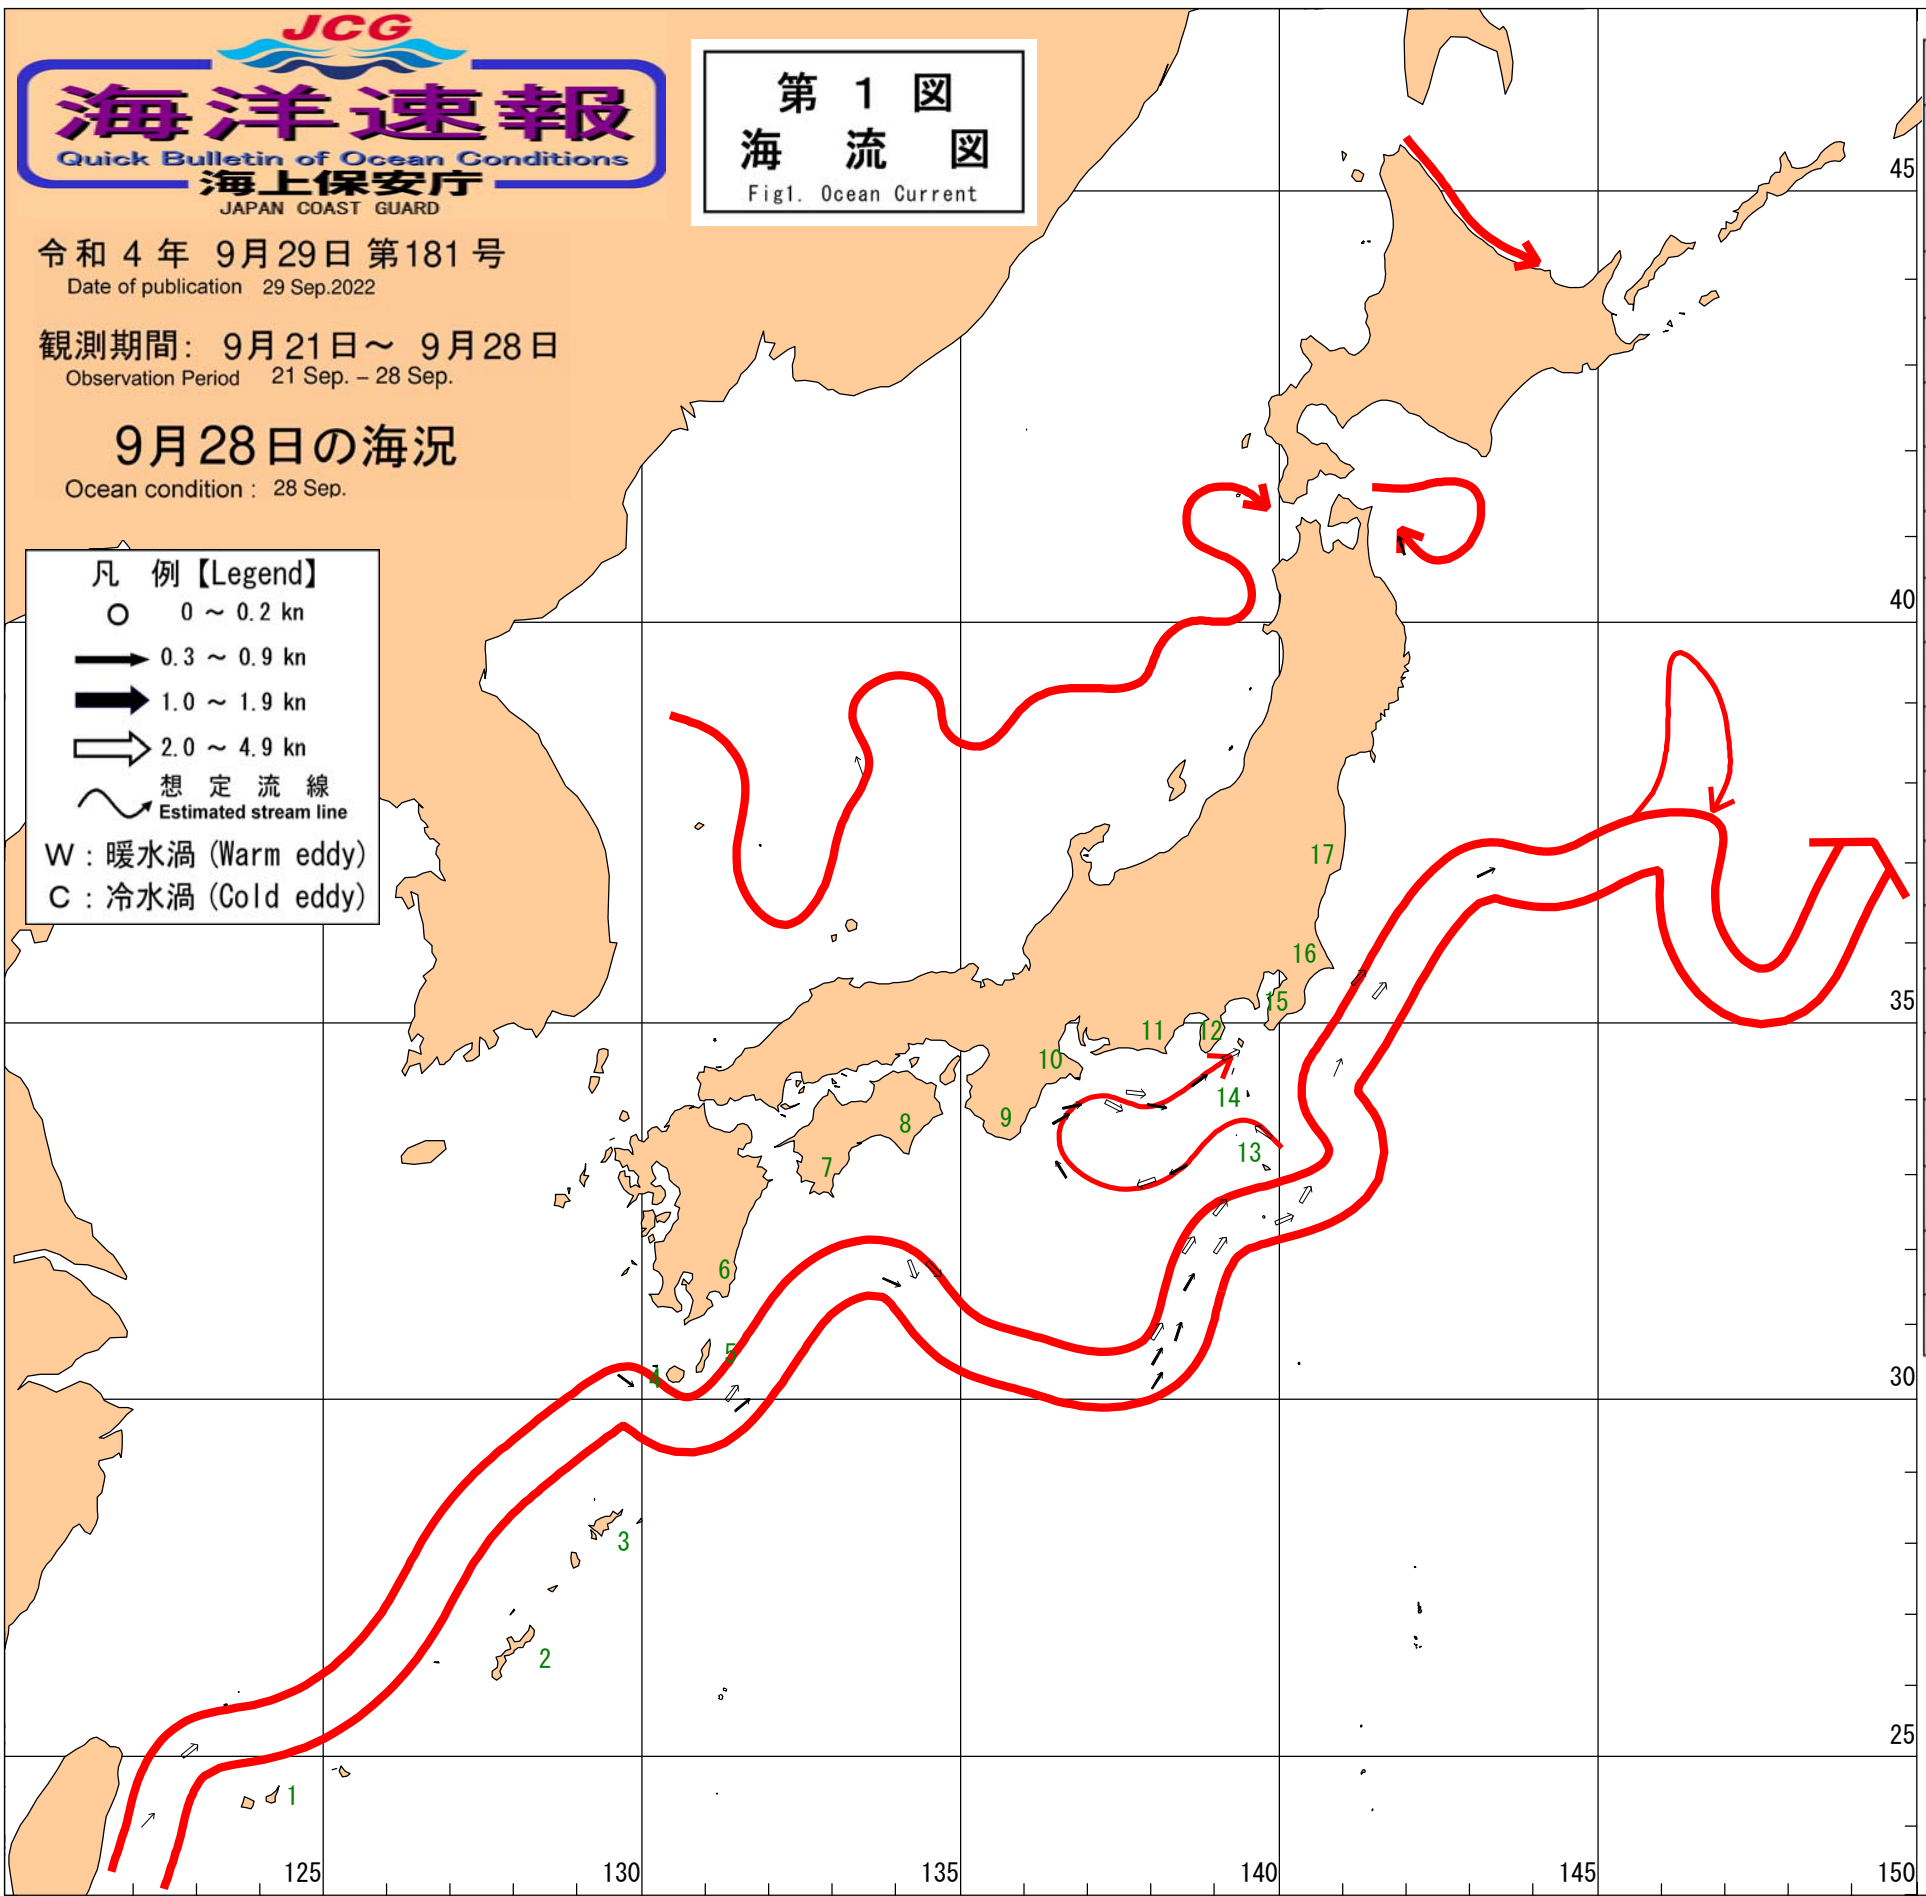 JCG
海洋速報
Quick Bulletin of Ocean Conditions
海上保安庁
JAPAN COAST GUARD
第 1 図
海 流 図
Fig1. Ocean Current
令和 4 年 9月29日 第181 号
Date of publication 29 Sep.2022
観測期間: 9月21日～ 9月28日
Observation Period 21 Sep. – 28 Sep.
9月28日の海況
Ocean condition : 28 Sep.
凡 例【Legend】
0 ～ 0.2 kn
0.3 ～ 0.9 kn
1.0 ～ 1.9 kn
2.0 ～ 4.9 kn
想 定 流 線
Estimated stream line
W : 暖水渦 (Warm eddy)
C : 冷水渦 (Cold eddy)
45
40
35
30
25
17
16
15
12
11
10
14
13
9
8
7
6
5
4
3
2
1
125
130
135
140
145
150